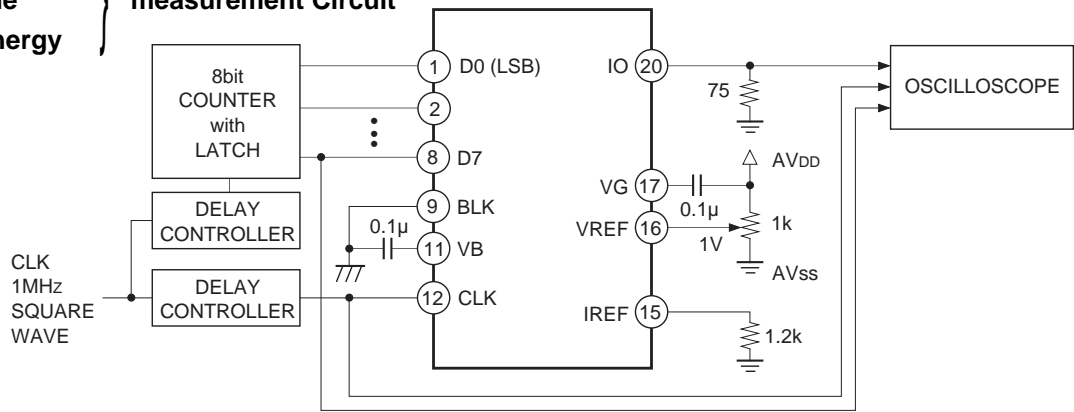 measurement Circuit
8bit
COUNTER
with
LATCH
DELAY
CONTROLLER
DELAY
CONTROLLER
CLK
1MHz
SQUARE
WAVE
1 D0 (LSB)
2
8 D7
9 BLK
0.1µ
11 VB
12 CLK
IO 20
75
VG 17
0.1µ
AVDD
VREF 16
1V
1k
AVss
IREF 15
1.2k
OSCILLOSCOPE